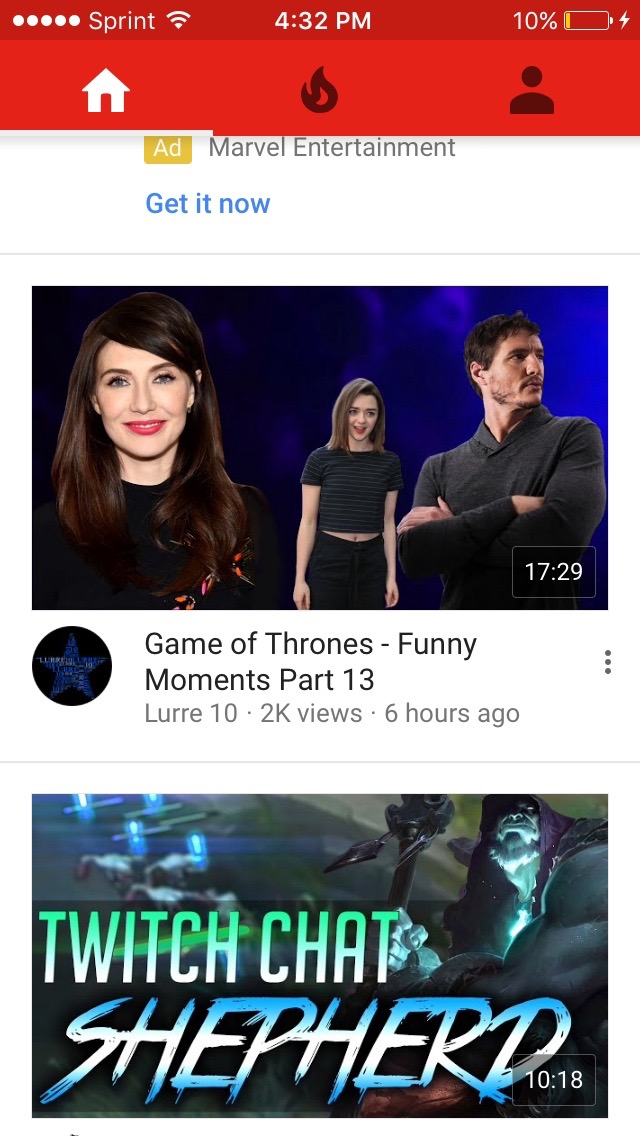 Sprint 4:32 PM 10%
Ad Marvel Entertainment
Get it now
17:29
Game of Thrones - Funny
Moments Part 13
Lurre 10 · 2K views · 6 hours ago
TWITCH CHAT
SHEPHERD
10:18